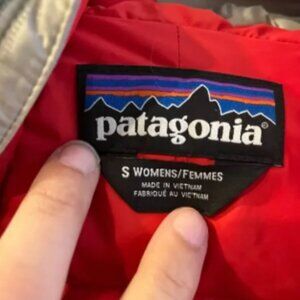 patagonia®
S WOMENS/FEMMES
MADE IN VIETNAM
FABRIQUÉ AU VIETNAM